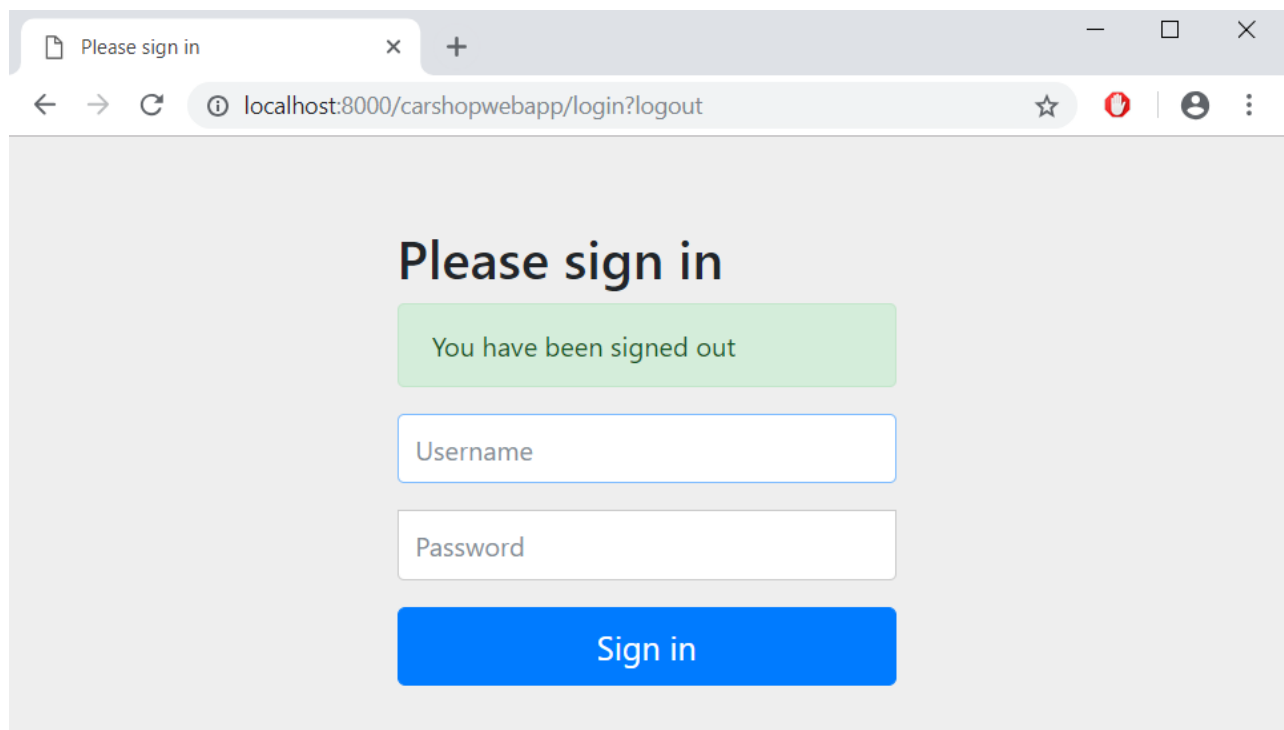 Please sign in
localhost:8000/carshopwebapp/login?logout
Please sign in
You have been signed out
Username
Password
Sign in